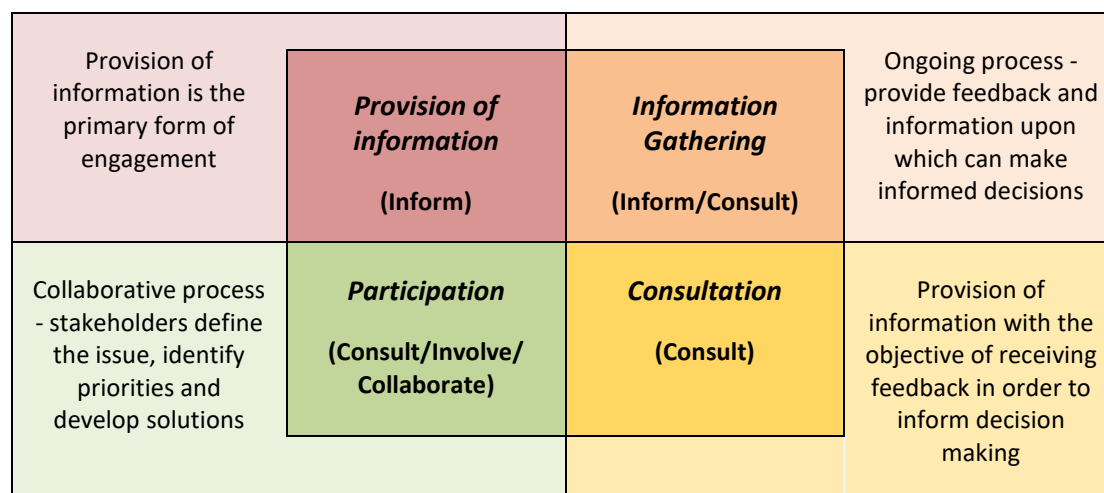 Provision of
information is the
primary form of
engagement
Provision of
information
(Inform)
Information
Gathering
(Inform/Consult)
Ongoing process -
provide feedback and
information upon
which can make
informed decisions
Collaborative process
- stakeholders define
the issue, identify
priorities and
develop solutions
Participation
(Consult/Involve/
Collaborate)
Consultation
(Consult)
Provision of
information with the
objective of receiving
feedback in order to
inform decision
making